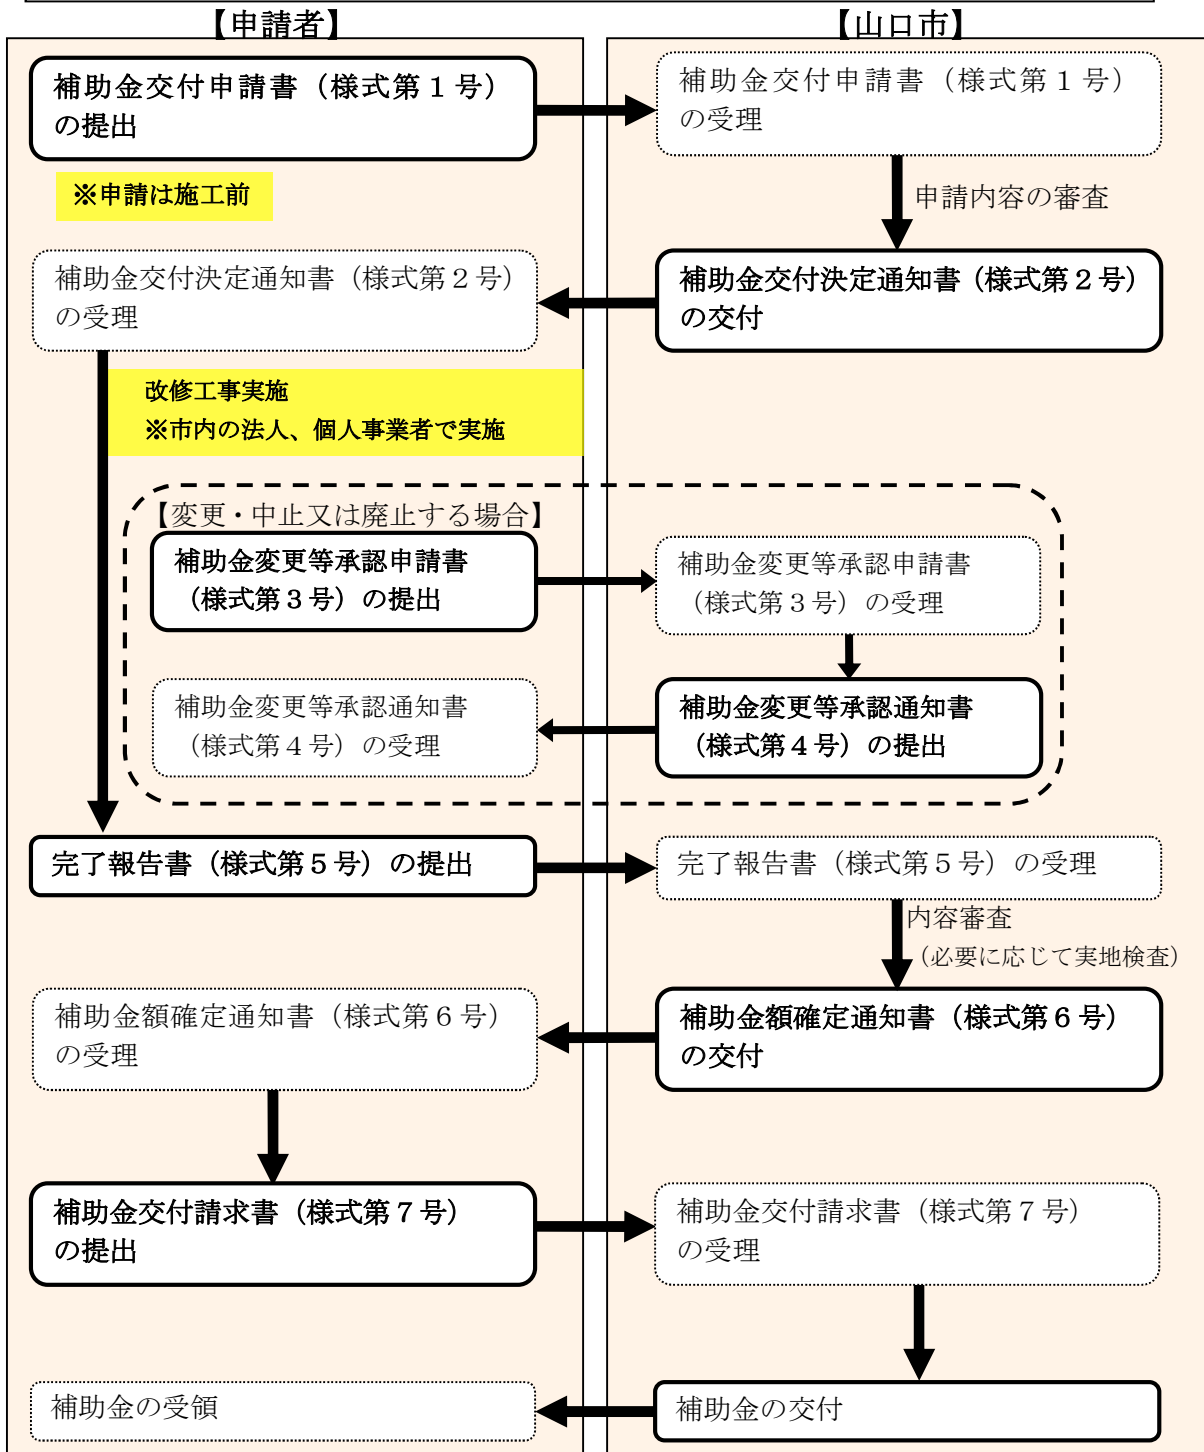 【申請者】
【山口市】
補助金交付申請書（様式第１号）
の提出
補助金交付申請書（様式第１号）
の受理
※申請は施工前
申請内容の審査
補助金交付決定通知書（様式第２号）
の受理
補助金交付決定通知書（様式第２号）
の交付
改修工事実施
※市内の法人、個人事業者で実施
【変更・中止又は廃止する場合】
補助金変更等承認申請書
（様式第３号）の提出
補助金変更等承認申請書
（様式第３号）の受理
補助金変更等承認通知書
（様式第４号）の受理
補助金変更等承認通知書
（様式第４号）の提出
完了報告書（様式第５号）の提出
完了報告書（様式第５号）の受理
内容審査
（必要に応じて実地検査）
補助金額確定通知書（様式第６号）
の受理
補助金額確定通知書（様式第６号）
の交付
補助金交付請求書（様式第７号）
の提出
補助金交付請求書（様式第７号）
の受理
補助金の受領
補助金の交付